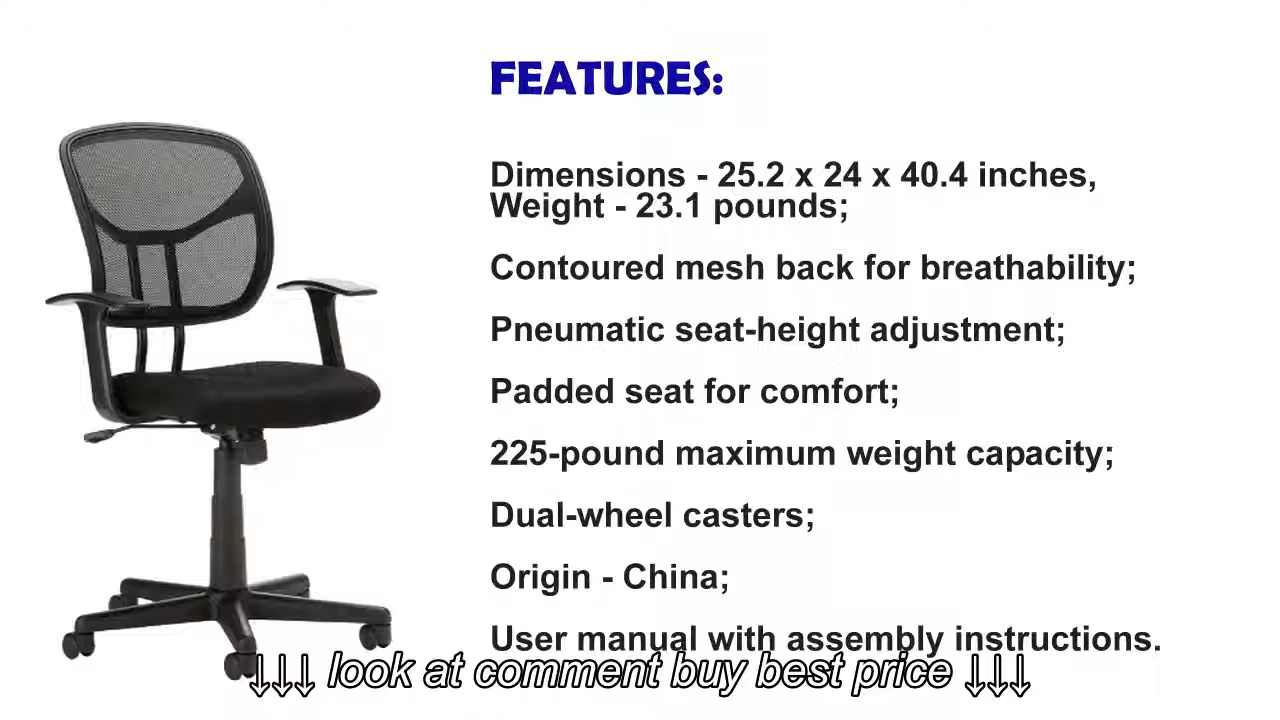 FEATURES:
Dimensions - 25.2 x 24 x 40.4 inches,
Weight - 23.1 pounds;
Contoured mesh back for breathability;
Pneumatic seat-height adjustment;
Padded seat for comfort;
225-pound maximum weight capacity;
Dual-wheel casters;
Origin - China;
User manual with assembly instructions.
↓↓↓ look at comment buy best price ↓↓↓